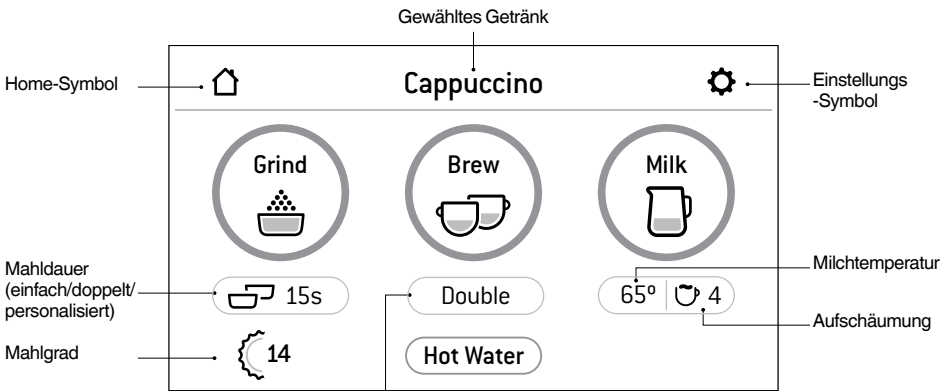 Gewähltes Getränk
Home-Symbol
Cappuccino
Einstellungs
-Symbol
Grind
Brew
Milk
Mahldauer
(einfach/doppelt/
personalisiert)
15s
Double
65º
4
Milchtemperatur
Aufschäumung
Mahlgrad
14
Hot Water